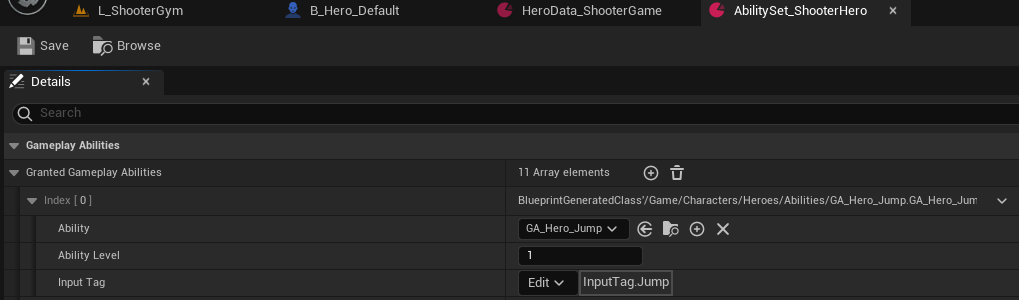 L_ShooterGym B_Hero_Default HeroData_ShooterGame AbilitySet_ShooterHero
Save Browse
Details
Search
Gameplay Abilities
Granted Gameplay Abilities 11 Array elements
Index [ 0 ] BlueprintGeneratedClass'/Game/Characters/Heroes/Abilities/GA_Hero_Jump.GA_Hero_Jum
Ability GA_Hero_Jump
Ability Level 1
Input Tag Edit InputTag.Jump